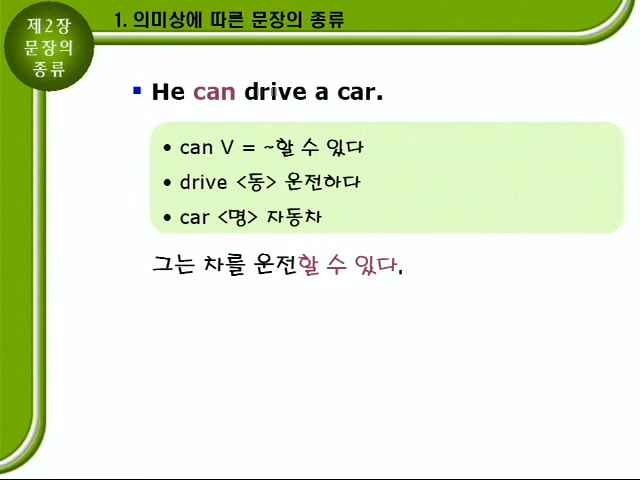 제2장
문장의
종류
1. 의미상에 따른 문장의 종류
He can drive a car.
• can V = ~할 수 있다
• drive <동> 운전하다
• car <명> 자동차
그는 차를 운전할 수 있다.